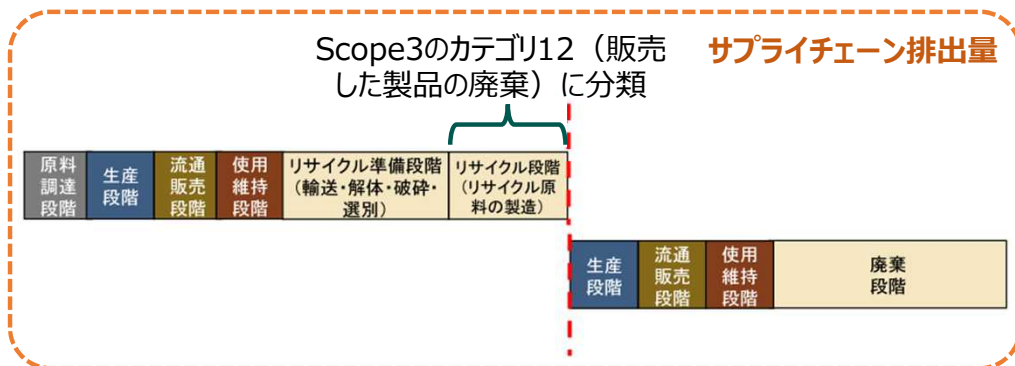 Scope3のカテゴリ12（販売
した製品の廃棄）に分類
サプライチェーン排出量
原料
調達
段階
生産
段階
流通
販売
段階
使用
維持
段階
リサイクル準備段階
（輸送・解体・破砕・
選別）
リサイクル段階
（リサイクル原
料の製造）
生産
段階
流通
販売
段階
使用
維持
段階
廃棄
段階